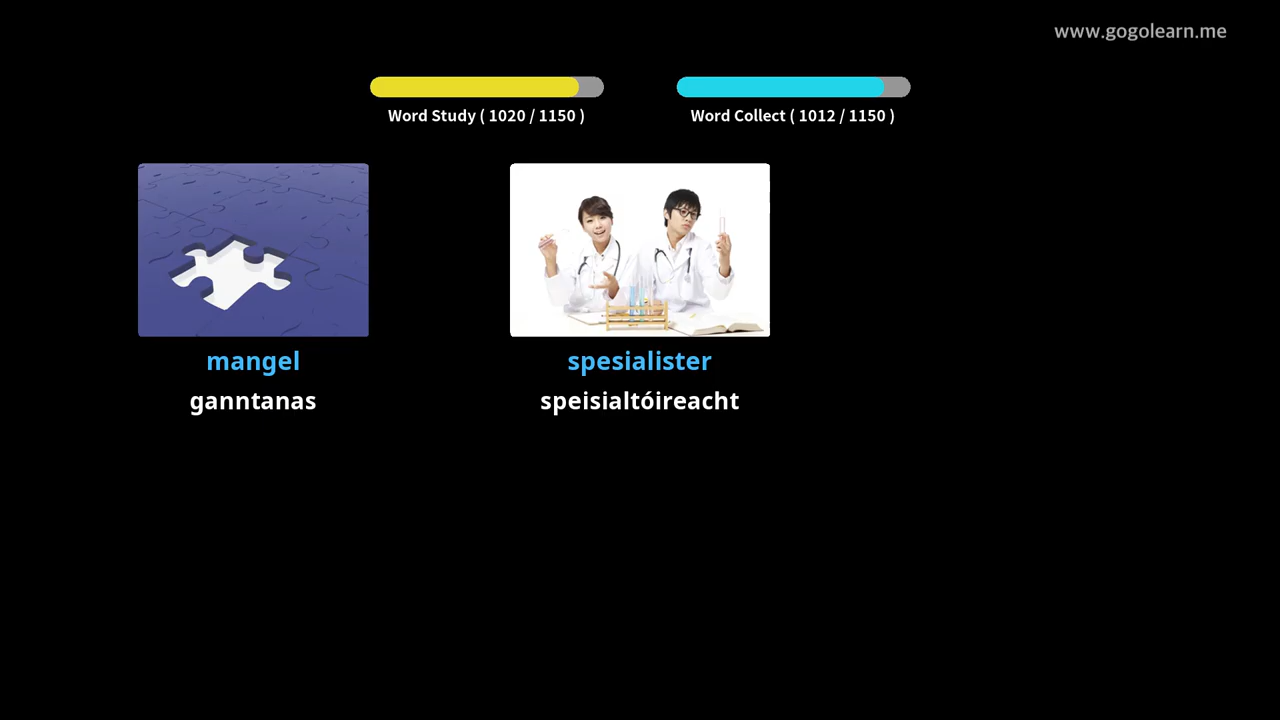 www.gogolearn.me
Word Study ( 1020 / 1150 )
Word Collect ( 1012 / 1150 )
mangel
ganntanas
spesialister
speisialtóireacht